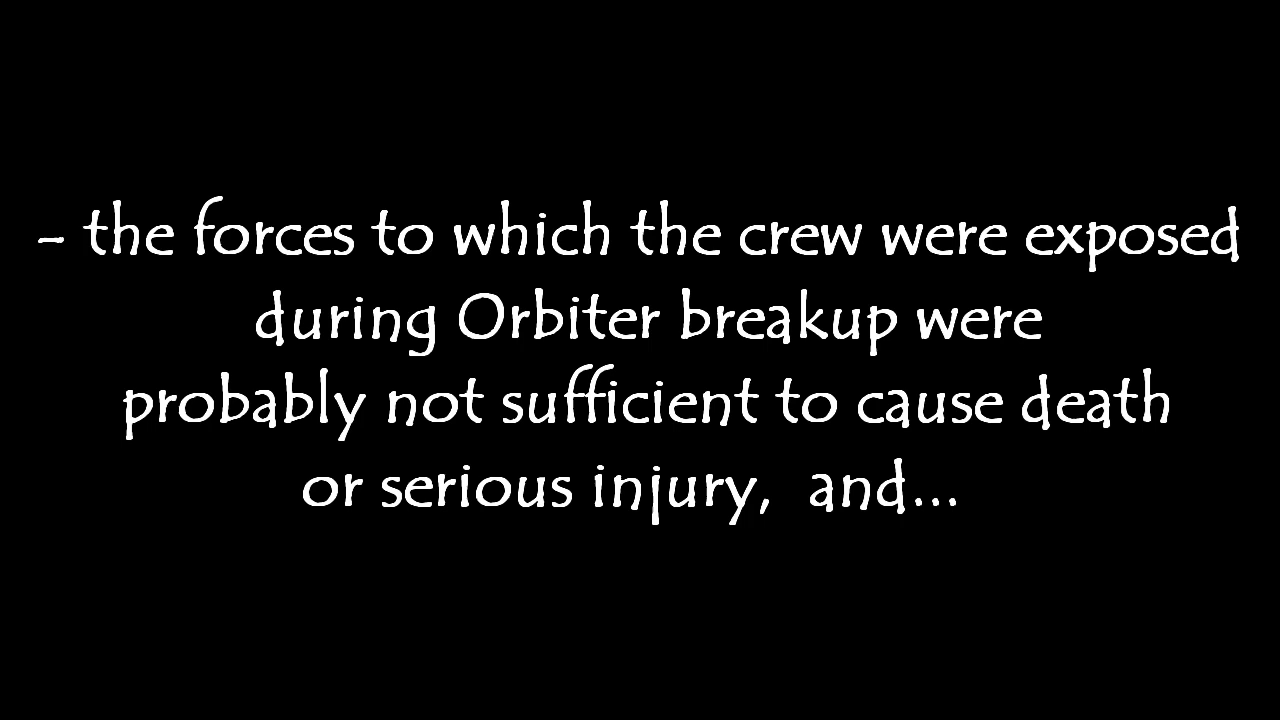 - the forces to which the crew were exposed
during Orbiter breakup were
probably not sufficient to cause death
or serious injury,  and...